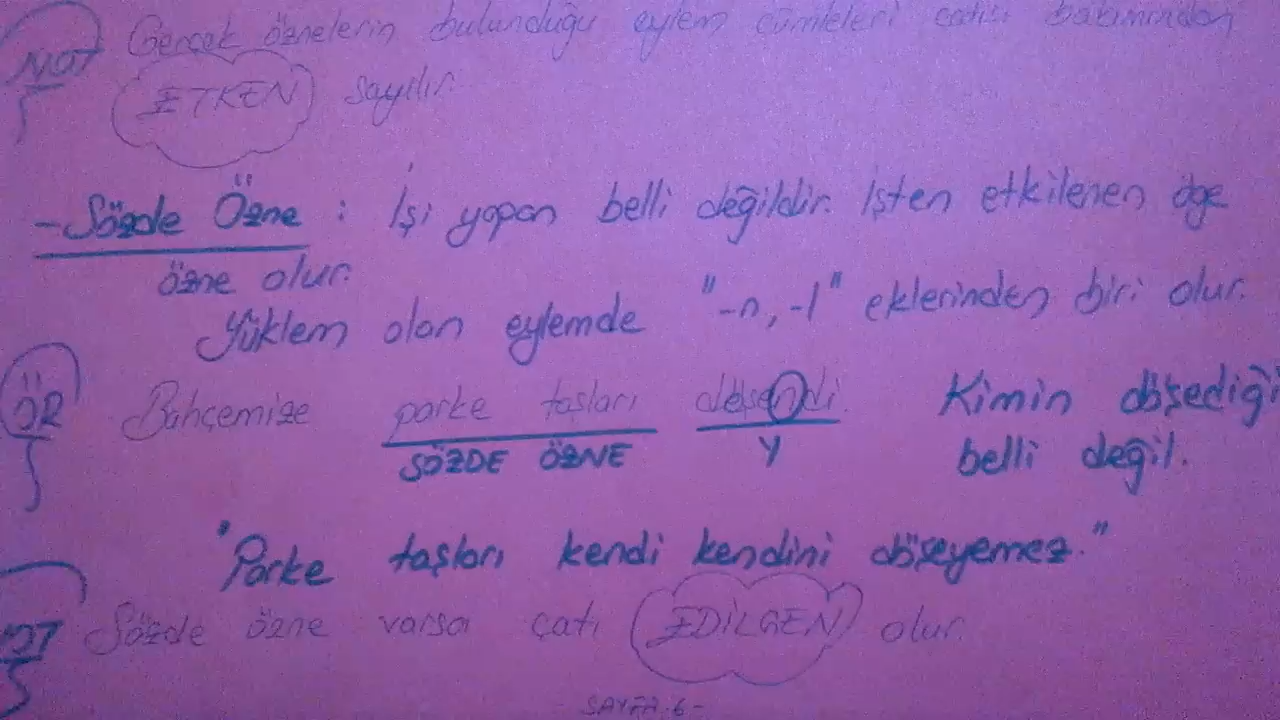 NOT Gerçek öznelerin bulunduğu eylem cümleleri çatısı bakımından
ETKEN sayılır.
- Sözde Özne : İşi yapan belli değildir. İşten etkilenen öge
özne olur.
Yüklem olan eylemde "-n, -l" eklerinden biri olur.
ÖR Bahçemize parke taşları döşendi. Kimin döşediği
SÖZDE ÖZNE Y belli değil.
"Parke taşları kendi kendini döşeyemez."
NOT Sözde özne varsa çatı EDİLGEN olur.
- SAYFA 6 -